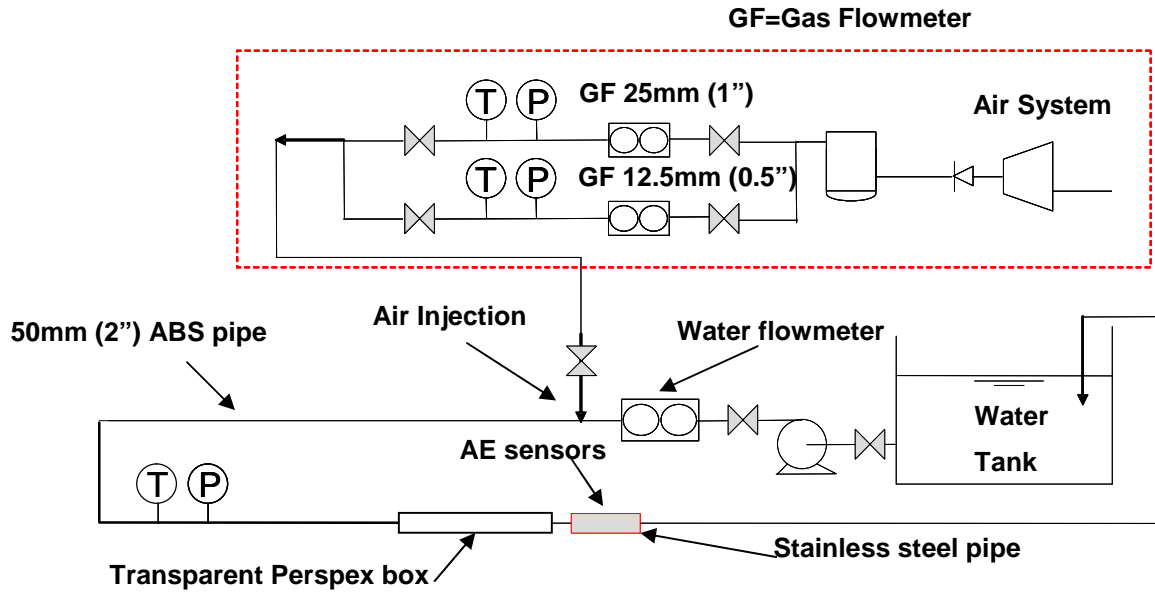 GF=Gas Flowmeter
T P GF 25mm (1”)
Air System
T P GF 12.5mm (0.5”)
Air Injection
Water flowmeter
50mm (2”) ABS pipe
Water
Tank
AE sensors
T P
Stainless steel pipe
Transparent Perspex box